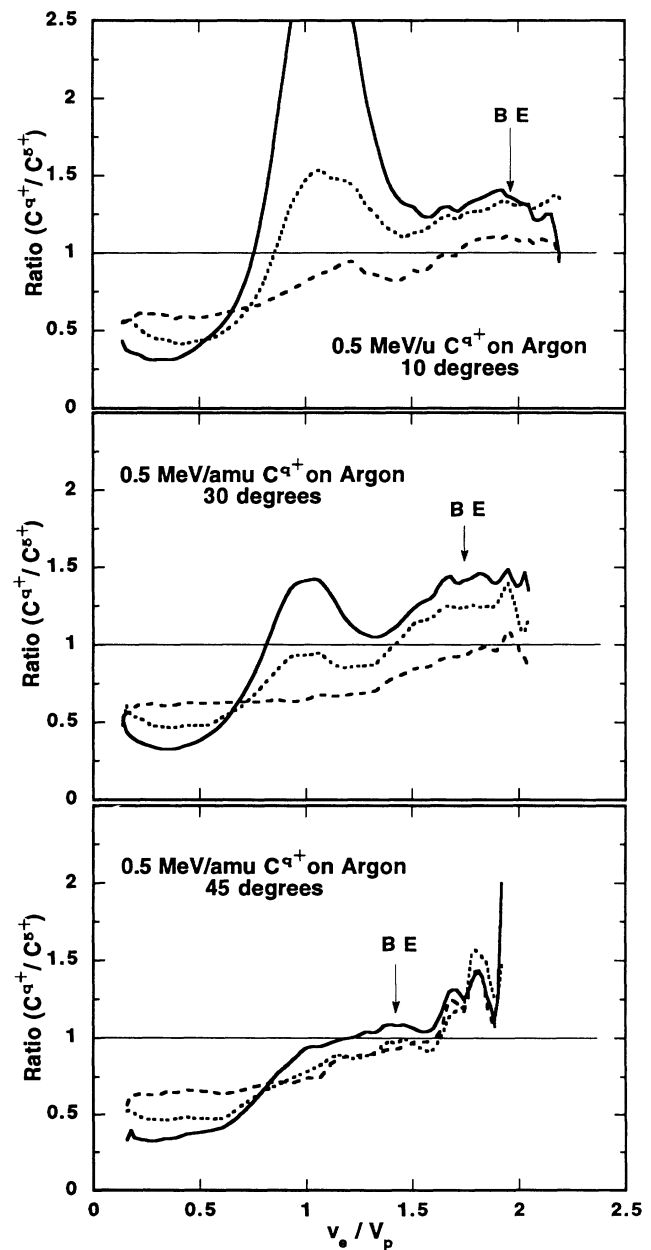 2.5
2
1.5
1
0.5
0
Ratio (C^q+/ C^5+)
B E
0.5 MeV/u C^q+ on Argon
10 degrees
2
1.5
1
0.5
0
Ratio (C^q+/ C^5+)
0.5 MeV/amu C^q+ on Argon
30 degrees
B E
2
1.5
1
0.5
0
Ratio (C^q+/ C^5+)
0.5 MeV/amu C^q+ on Argon
45 degrees
B E
0 0.5 1 1.5 2 2.5
v_e / V_p